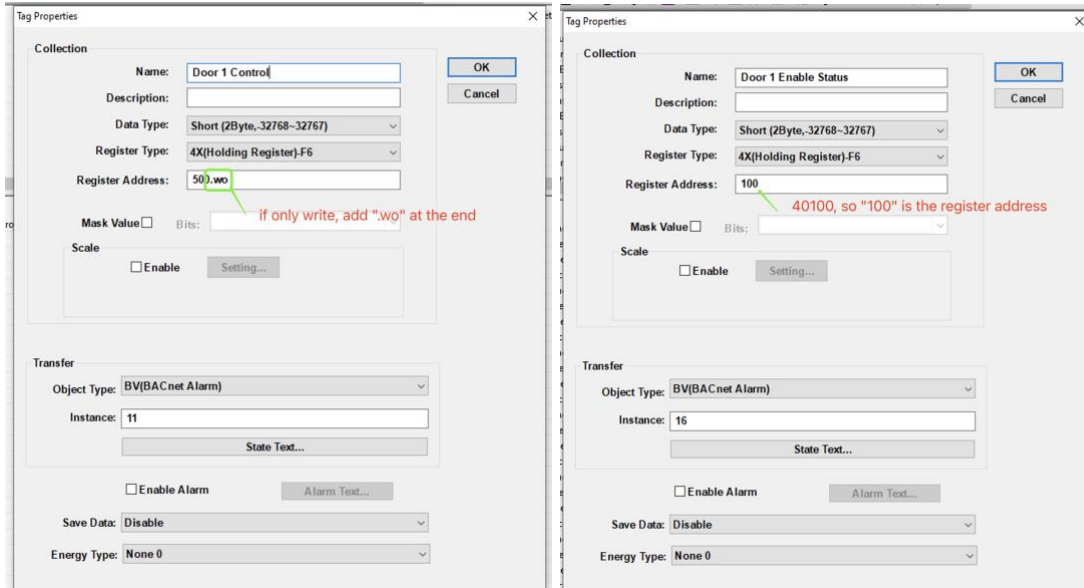 Tag Properties
Collection
Name: Door 1 Control
Description:
Data Type: Short (2Byte,-32768~32767)
Register Type: 4X(Holding Register)-F6
Register Address: 500.wo
if only write, add ".wo" at the end
Mask Value Bits:
Scale
Enable Setting...
Transfer
Object Type: BV(BACnet Alarm)
Instance: 11
State Text...
Enable Alarm Alarm Text...
Save Data: Disable
Energy Type: None 0
OK
Cancel
Tag Properties
Collection
Name: Door 1 Enable Status
Description:
Data Type: Short (2Byte,-32768~32767)
Register Type: 4X(Holding Register)-F6
Register Address: 100
40100, so "100" is the register address
Mask Value Bits:
Scale
Enable Setting...
Transfer
Object Type: BV(BACnet Alarm)
Instance: 16
State Text...
Enable Alarm Alarm Text...
Save Data: Disable
Energy Type: None 0
OK
Cancel